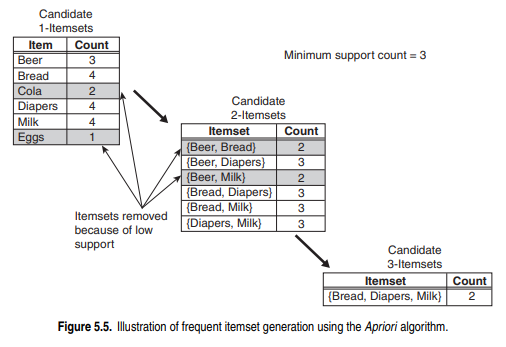 Candidate
1-Itemsets
Item Count
Beer 3
Bread 4
Cola 2
Diapers 4
Milk 4
Eggs 1
Minimum support count = 3
Candidate
2-Itemsets
Itemset Count
{Beer, Bread} 2
{Beer, Diapers} 3
{Beer, Milk} 2
{Bread, Diapers} 3
{Bread, Milk} 3
{Diapers, Milk} 3
Itemsets removed
because of low
support
Candidate
3-Itemsets
Itemset Count
{Bread, Diapers, Milk} 2
Figure 5.5. Illustration of frequent itemset generation using the Apriori algorithm.